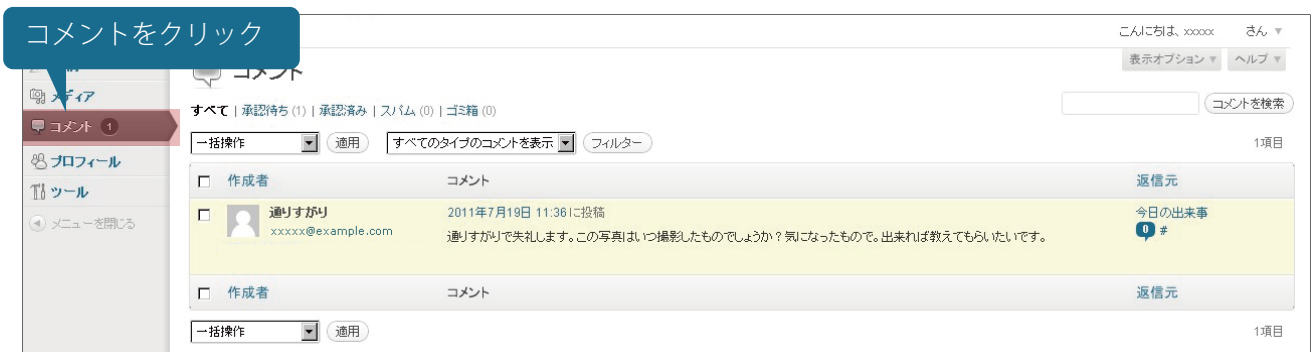 コメントをクリック
こんにちは、xxxxx さん
表示オプション ヘルプ
コメント
メディア
すべて | 承認待ち (1) | 承認済み | スパム (0) | ゴミ箱 (0)
コメントを検索
コメント 1
一括操作 適用 すべてのタイプのコメントを表示 フィルター
1項目
プロフィール
作成者 コメント 返信元
ツール
メニューを閉じる
通りすがり
xxxxx@example.com
2011年7月19日 11:36に投稿
通りすがりで失礼します。この写真はいつ撮影したものでしょうか？気になったもので。出来れば教えてもらいたいです。
今日の出来事
0 #
作成者 コメント 返信元
一括操作 適用
1項目